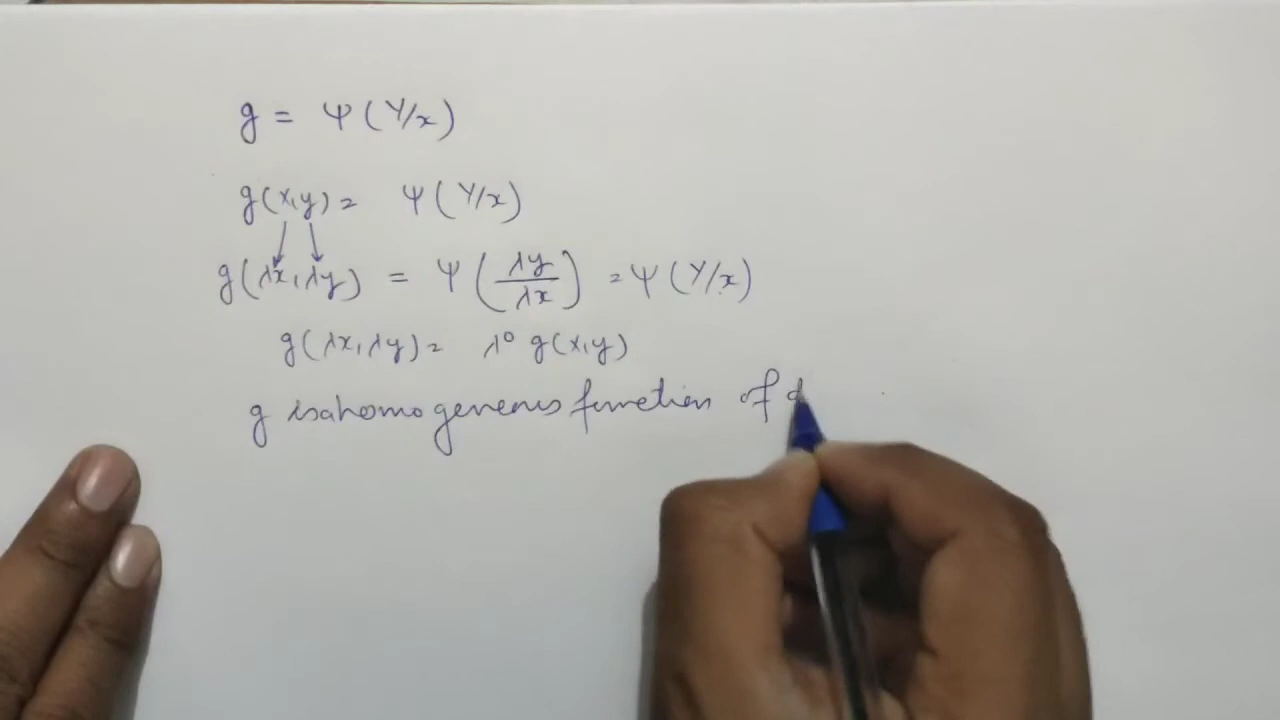 g = ψ(y/x)
g(x,y) = ψ(y/x)
g(λx,λy) = ψ(λy/λx) = ψ(y/x)
g(λx,λy) = λ⁰ g(x,y)
g is a homogeneous function of d